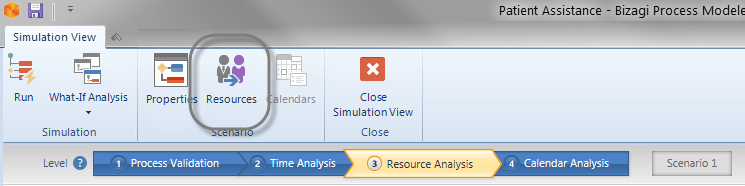 Patient Assistance - Bizagi Process Modele
Simulation View
Run
What-If Analysis
Properties
Resources
Calendars
Close
Simulation View
Simulation
Scenario
Close
Level ? 1 Process Validation 2 Time Analysis 3 Resource Analysis 4 Calendar Analysis Scenario 1